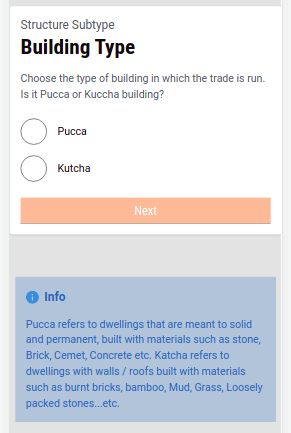 Structure Subtype
Building Type
Choose the type of building in which the trade is run.
Is it Pucca or Kuccha building?
Pucca
Kutcha
Next
Info
Pucca refers to dwellings that are meant to solid
and permanent, built with materials such as stone,
Brick, Cemet, Concrete etc. Katcha refers to
dwellings with walls / roofs built with materials
such as burnt bricks, bamboo, Mud, Grass, Loosely
packed stones...etc.